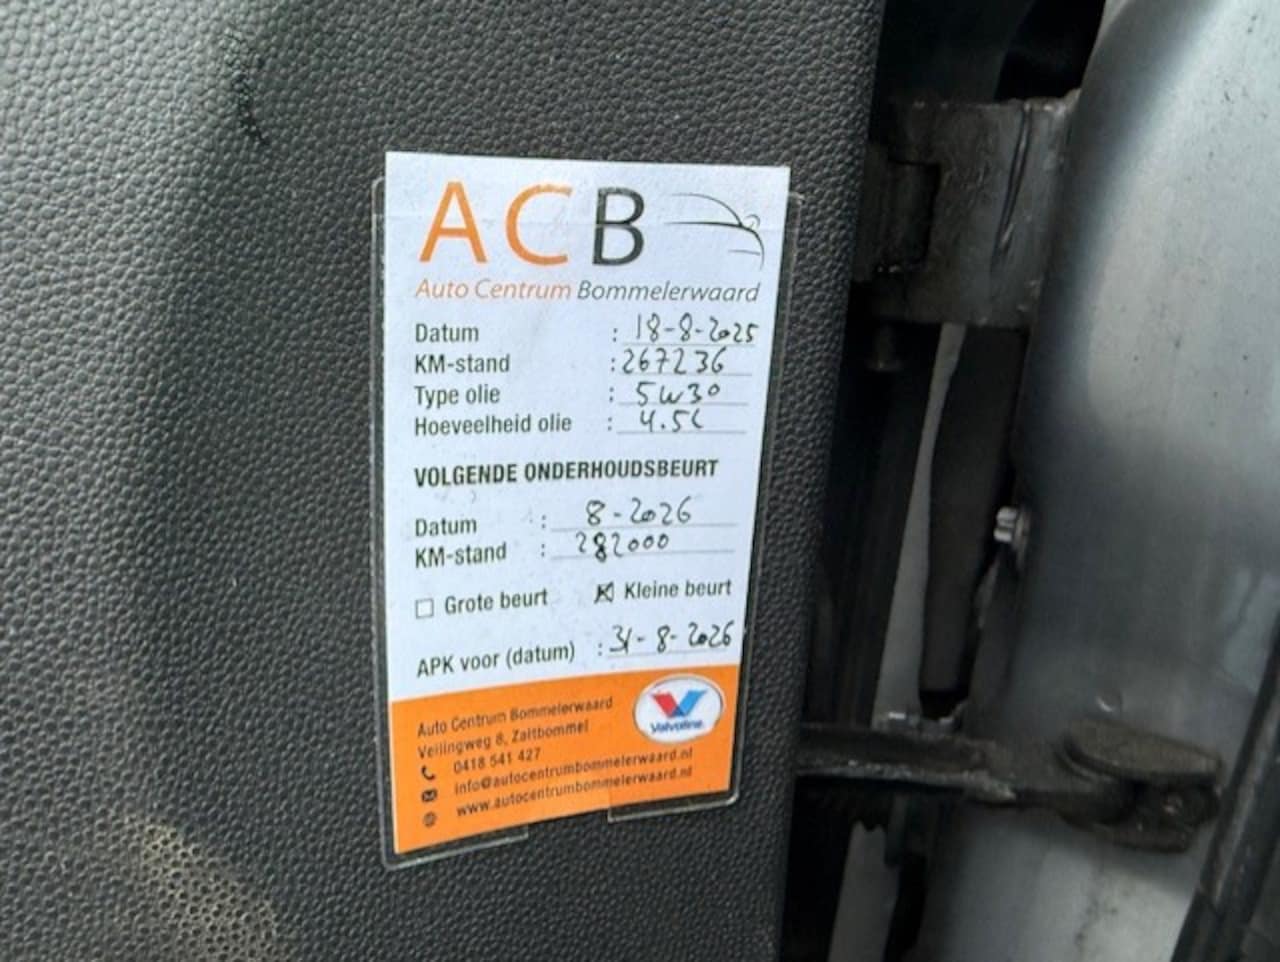 ACB
Auto Centrum Bommelerwaard
Datum : 18-8-2025
KM-stand : 267236
Type olie : 5W30
Hoeveelheid olie : 4.5L
VOLGENDE ONDERHOUDSBEURT
Datum : 8-2026
KM-stand : 282000
Grote beurt Kleine beurt
APK voor (datum) : 31-8-2026
Auto Centrum Bommelerwaard
Veilingweg 8, Zaltbommel
0418 541 427
info@autocentrumbommelerwaard.nl
www.autocentrumbommelerwaard.nl
Valvoline